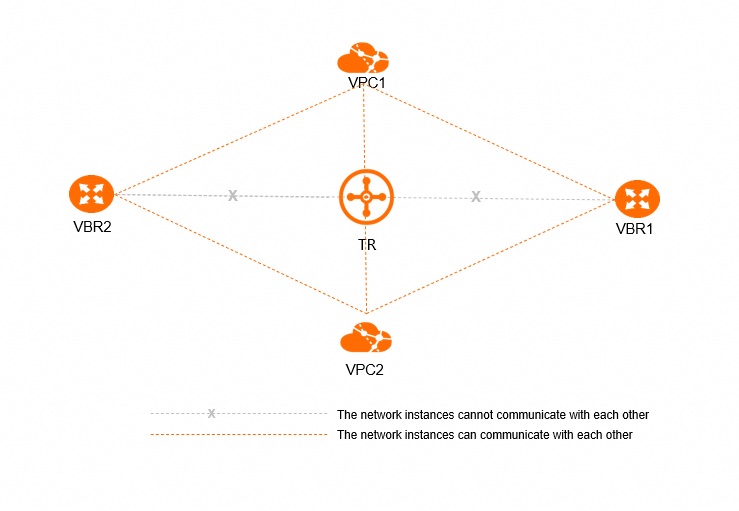 VPC1
X
X
VBR2
TR
VBR1
VPC2
X
The network instances cannot communicate with each other
The network instances can communicate with each other